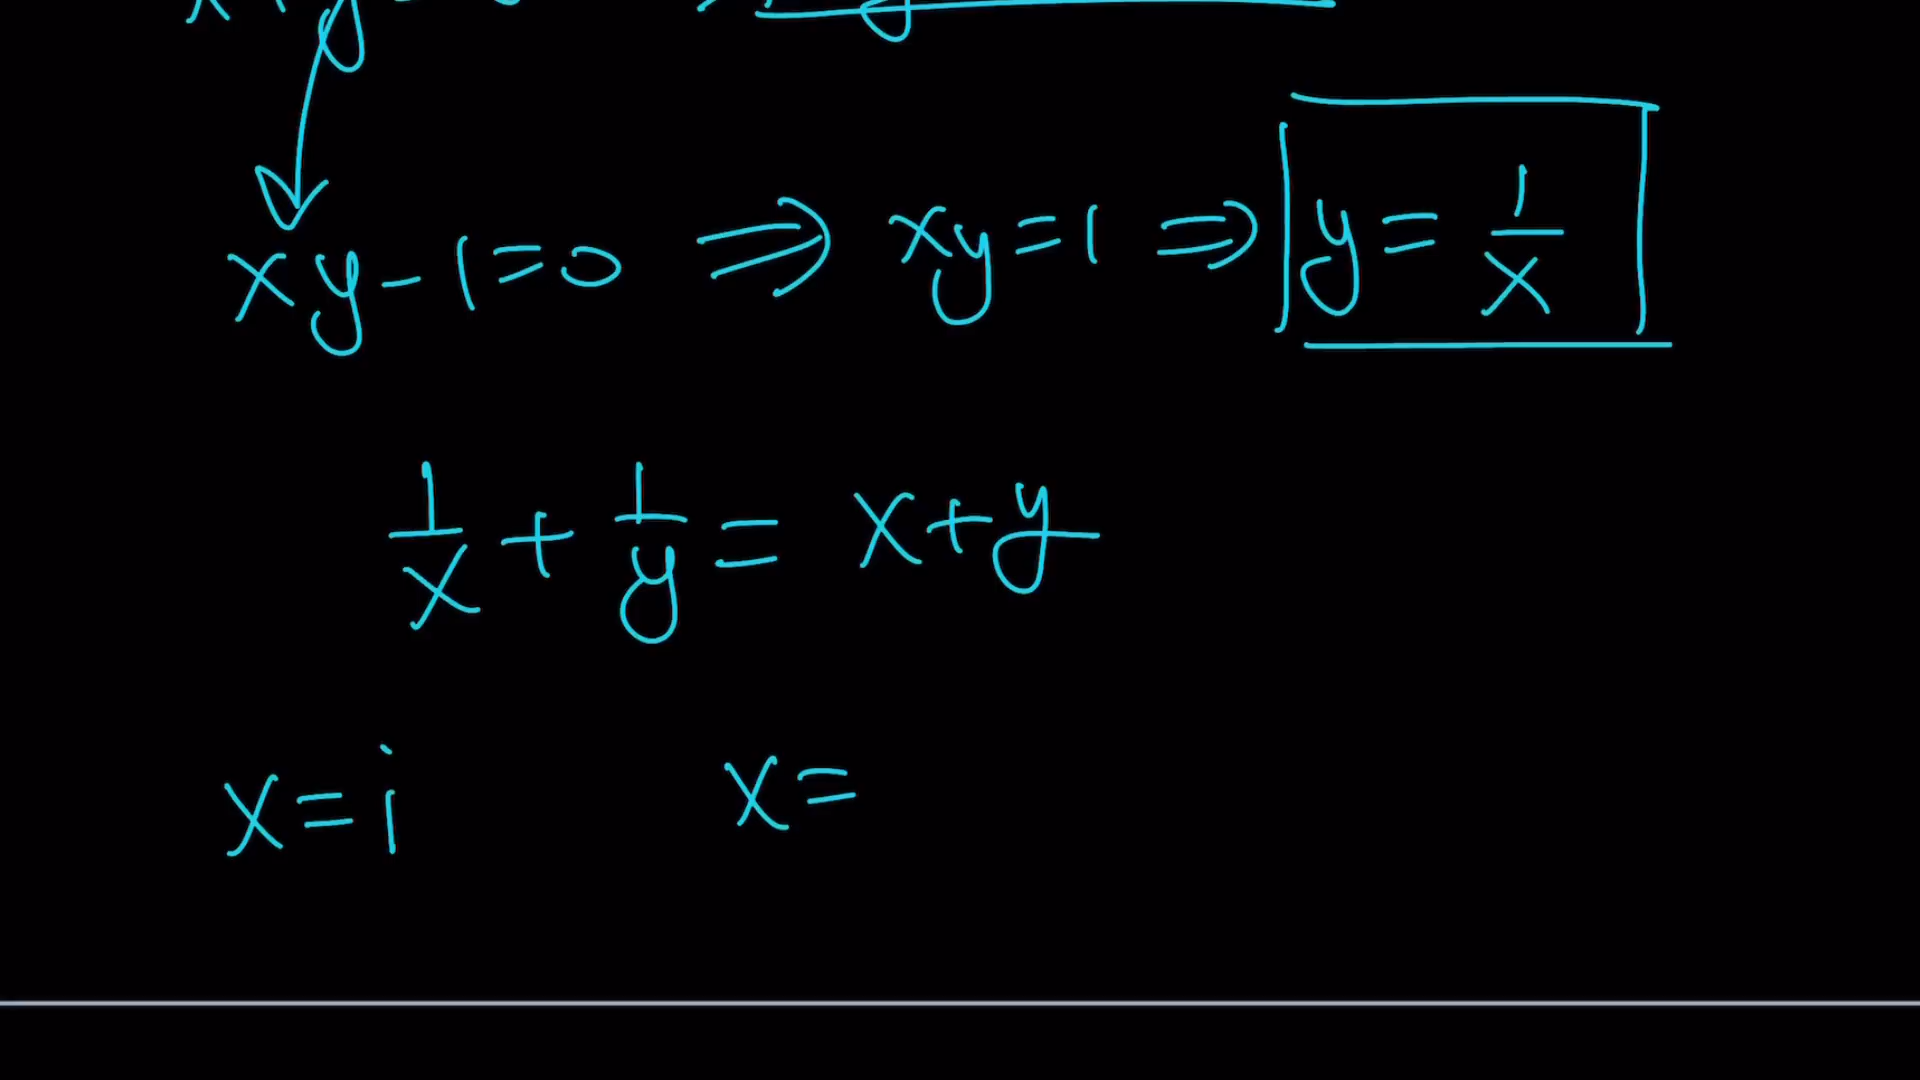 xy-1=0 ⇒ xy=1 ⇒ y=1/x
1/x+1/y=x+y
x=i x=